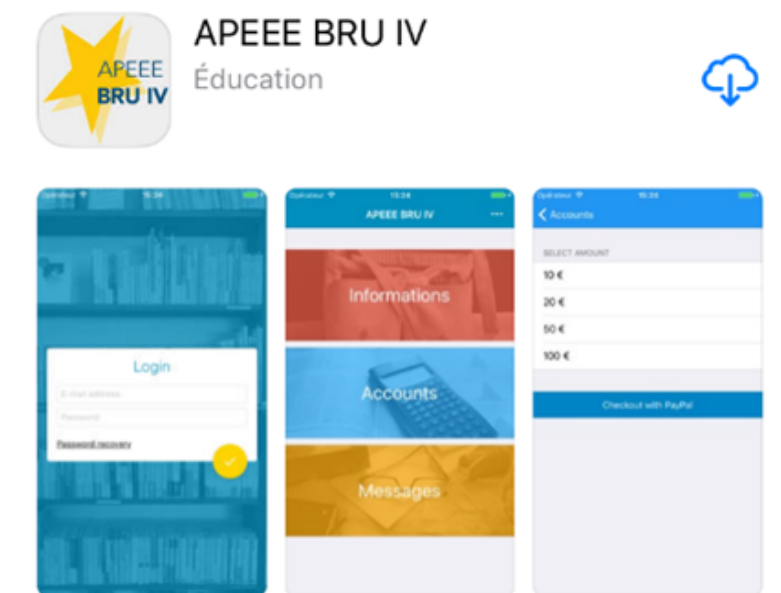 APEEE BRU IV
Éducation
APEEE
BRU IV
Opérateur 15:34
Login
E-mail address
Password
Password recovery
Opérateur 15:34
APEEE BRU IV
Informations
Accounts
Messages
Opérateur 15:35
Accounts
SELECT AMOUNT
10 €
20 €
50 €
100 €
Checkout with PayPal